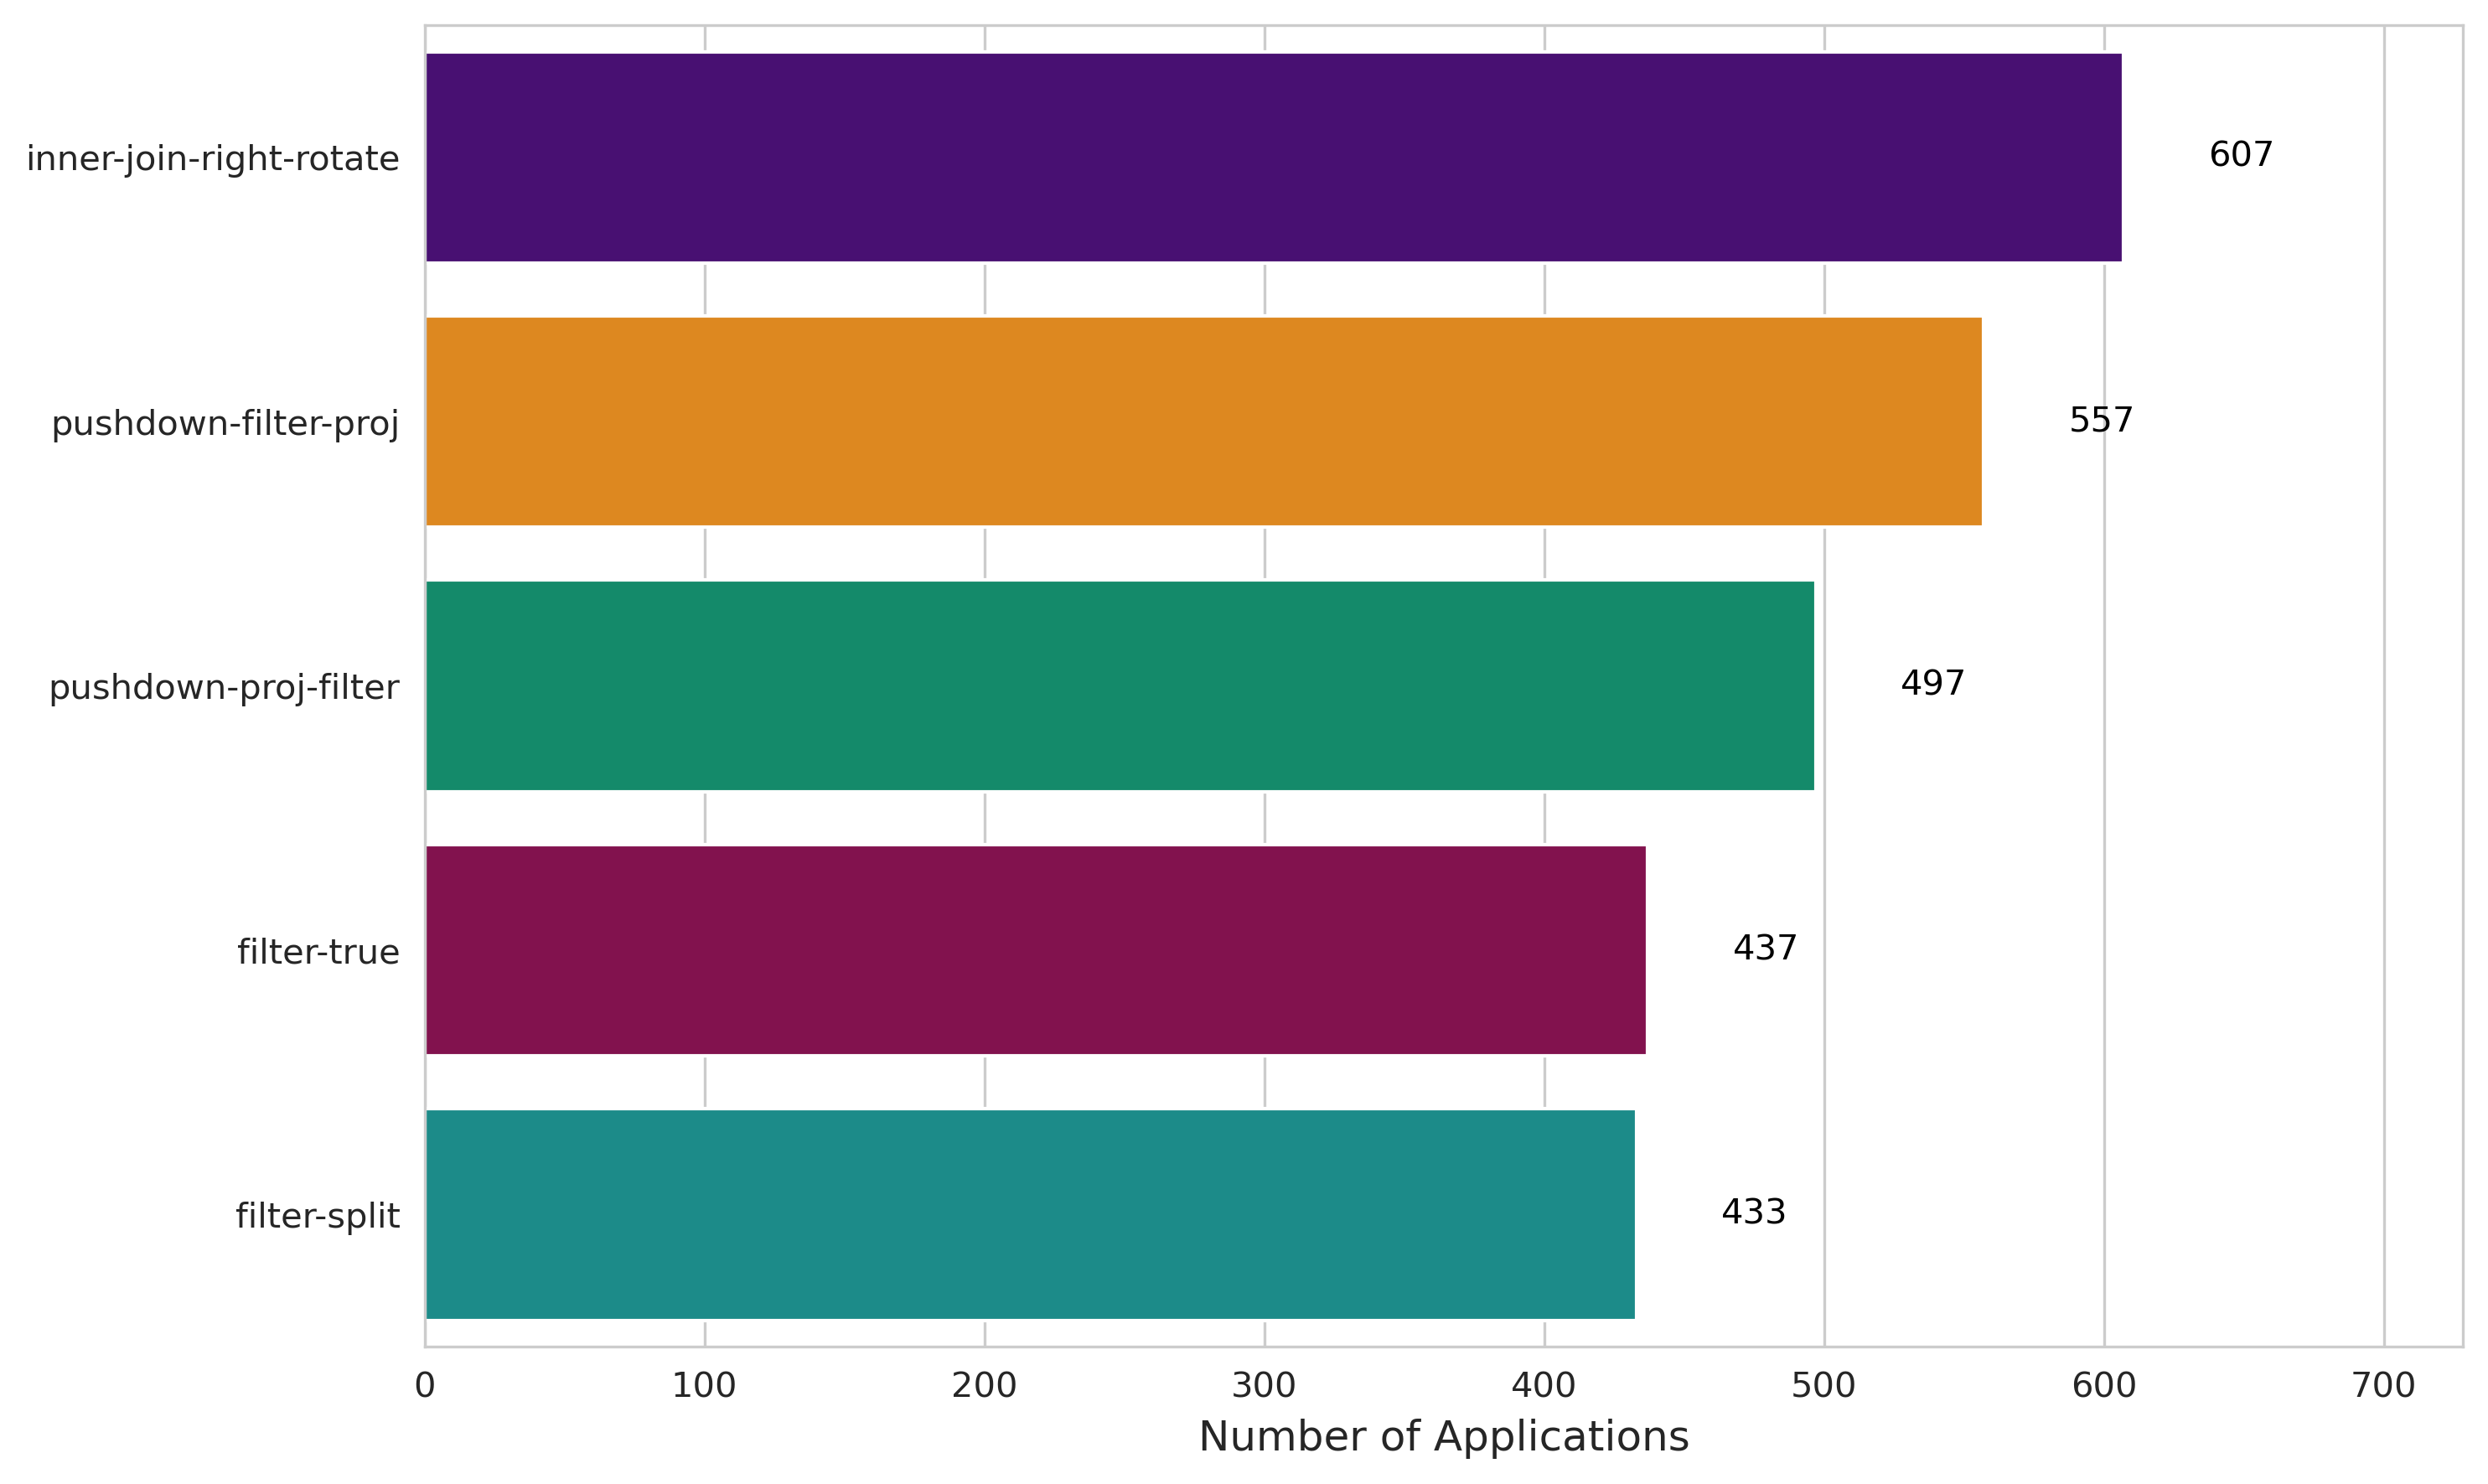 inner-join-right-rotate
607
pushdown-filter-proj
557
pushdown-proj-filter
497
filter-true
437
filter-split
433
0 100 200 300 400 500 600 700
Number of Applications